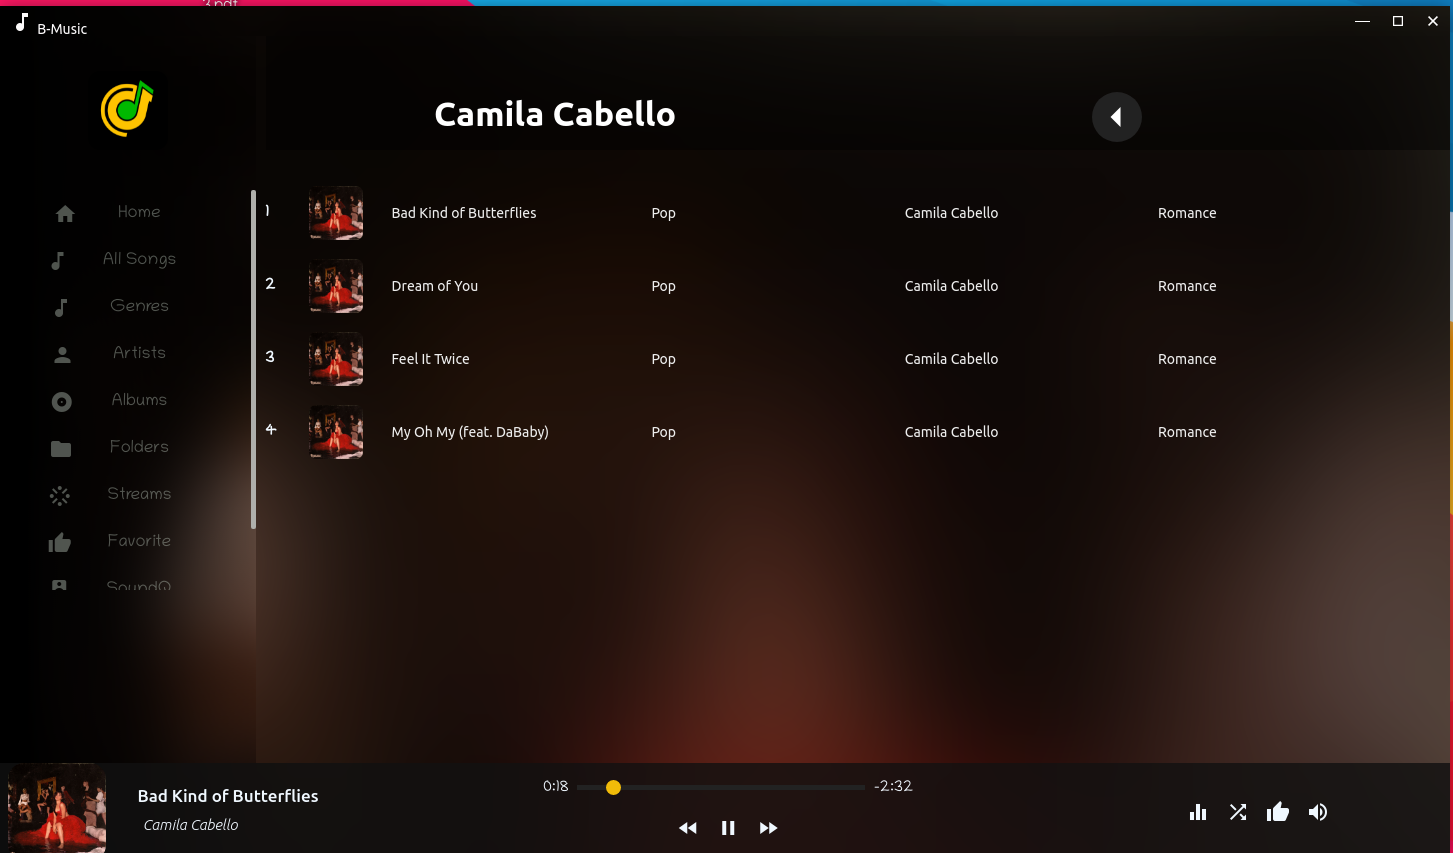 3.pdf
B-Music
Camila Cabello
Home
All Songs
Genres
Artists
Albums
Folders
Streams
Favorite
SoundQ
1 Bad Kind of Butterflies Pop Camila Cabello Romance
2 Dream of You Pop Camila Cabello Romance
3 Feel It Twice Pop Camila Cabello Romance
4 My Oh My (feat. DaBaby) Pop Camila Cabello Romance
Bad Kind of Butterflies
Camila Cabello
0:18 -2:32